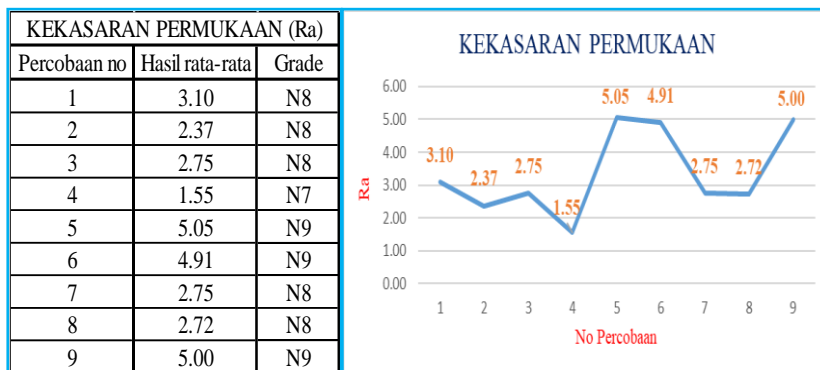 KEKASARAN PERMUKAAN (Ra)
Percobaan no Hasil rata-rata Grade
1 3.10 N8
2 2.37 N8
3 2.75 N8
4 1.55 N7
5 5.05 N9
6 4.91 N9
7 2.75 N8
8 2.72 N8
9 5.00 N9
KEKASARAN PERMUKAAN
6.00
5.00
4.00
3.00
2.00
1.00
0.00
Ra
3.10
2.37
2.75
1.55
5.05
4.91
2.75
2.72
5.00
1 2 3 4 5 6 7 8 9
No Percobaan